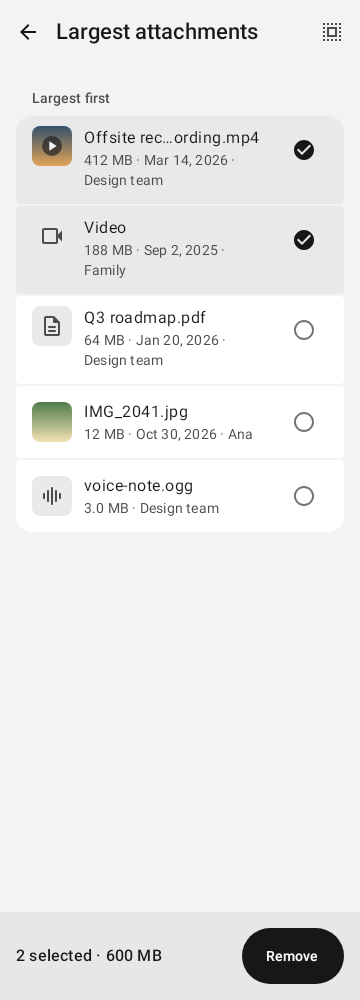 Largest attachments
Largest first
Offsite rec…ording.mp4
412 MB · Mar 14, 2026 ·
Design team
Video
188 MB · Sep 2, 2025 ·
Family
Q3 roadmap.pdf
64 MB · Jan 20, 2026 ·
Design team
IMG_2041.jpg
12 MB · Oct 30, 2026 · Ana
voice-note.ogg
3.0 MB · Design team
2 selected · 600 MB
Remove